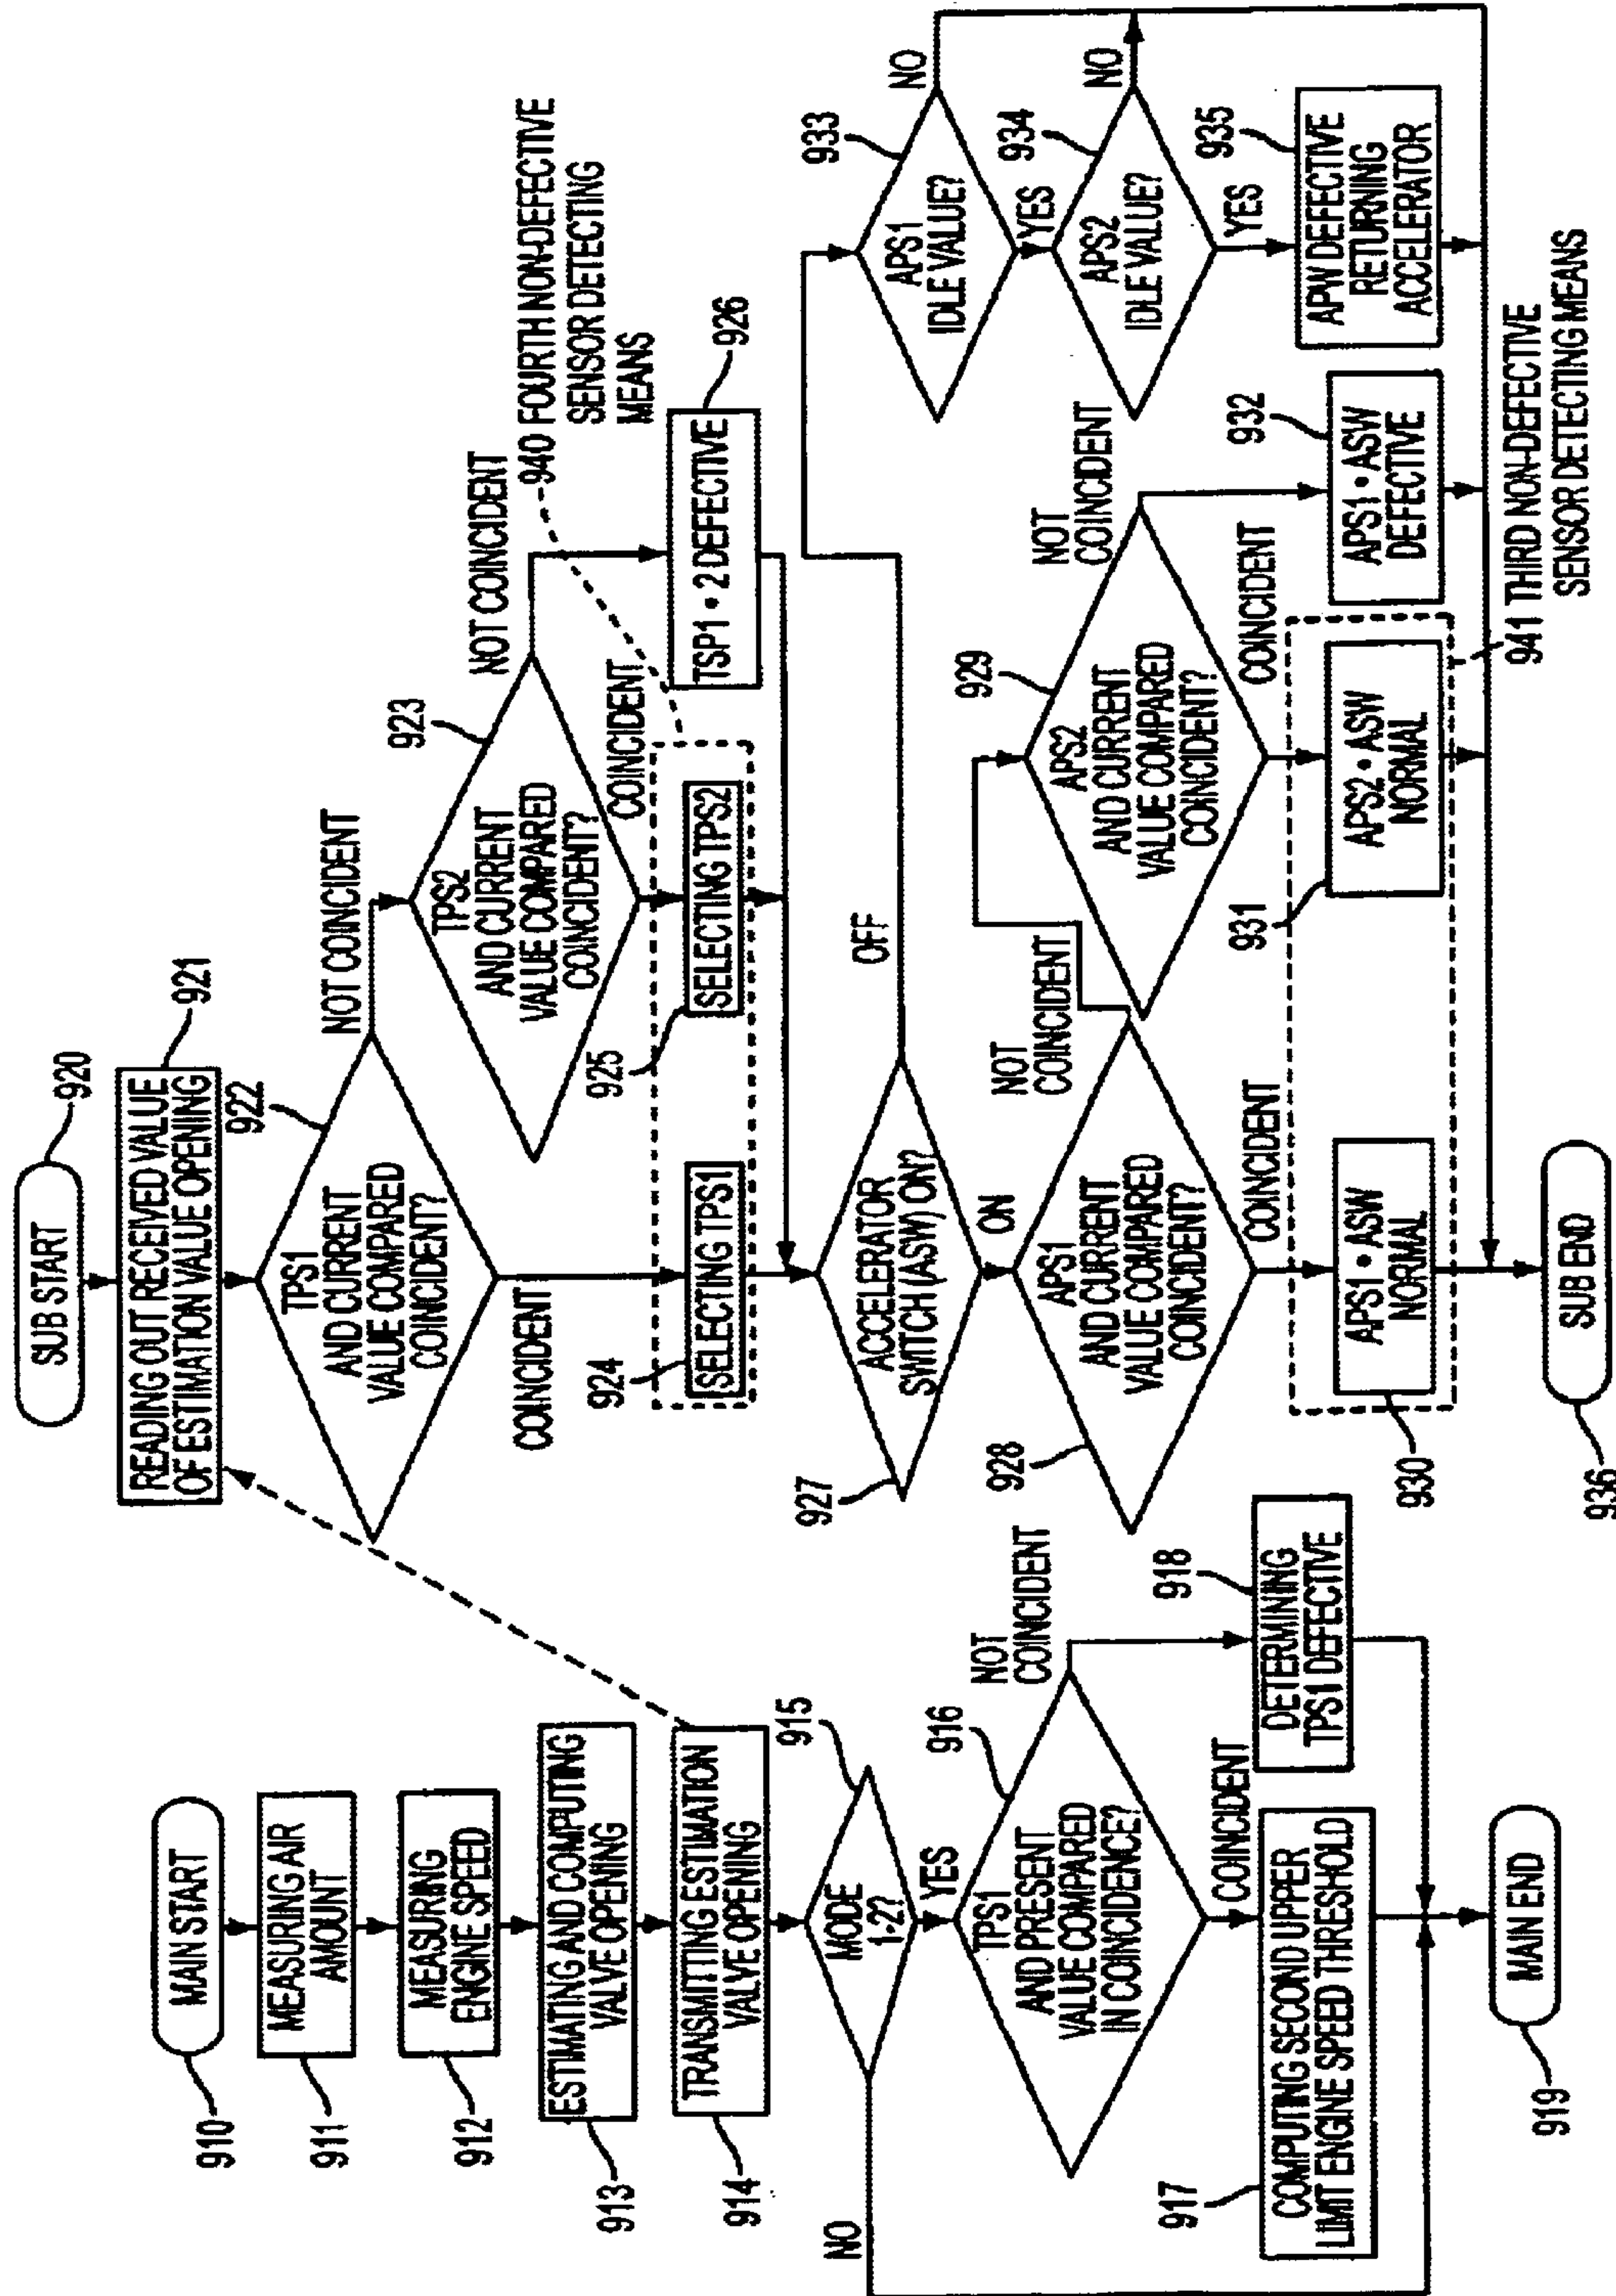 MAIN START
910
MEASURING AIR
AMOUNT
911
MEASURING
ENGINE SPEED
912
ESTIMATING AND COMPUTING
VALVE OPENING
913
TRANSMITTING ESTIMATION
VALVE OPENING
914
MODE
1·2?
915
NO
YES
TPS1
AND PRESENT
VALUE COMPARED
IN COINCIDENCE?
916
NOT
COINCIDENT
COINCIDENT
COMPUTING SECOND UPPER
LIMIT ENGINE SPEED THRESHOLD
917
DETERMINING
TPS1 DEFECTIVE
918
MAIN END
919
SUB START
920
READING OUT RECEIVED VALUE
OF ESTIMATION VALUE OPENING
921
TPS1
AND CURRENT
VALUE COMPARED
COINCIDENT?
922
NOT COINCIDENT
COINCIDENT
TPS2
AND CURRENT
VALUE COMPARED
COINCIDENT?
923
NOT COINCIDENT
COINCIDENT
SELECTING TPS1
924
SELECTING TPS2
925
TSP1 • 2 DEFECTIVE
926
940 FOURTH NON-DEFECTIVE
SENSOR DETECTING
MEANS
ACCELERATOR
SWITCH (ASW) ON?
927
OFF
ON
APS1
AND CURRENT
VALUE COMPARED
COINCIDENT?
928
NOT
COINCIDENT
COINCIDENT
APS2
AND CURRENT
VALUE COMPARED
COINCIDENT?
929
NOT
COINCIDENT
COINCIDENT
APS1 • ASW
NORMAL
930
APS2 • ASW
NORMAL
931
APS1 • ASW
DEFECTIVE
932
APS1
IDLE VALUE?
933
NO
YES
APS2
IDLE VALUE?
934
NO
YES
APW DEFECTIVE
RETURNING
ACCELERATOR
935
941 THIRD NON-DEFECTIVE
SENSOR DETECTING MEANS
SUB END
936